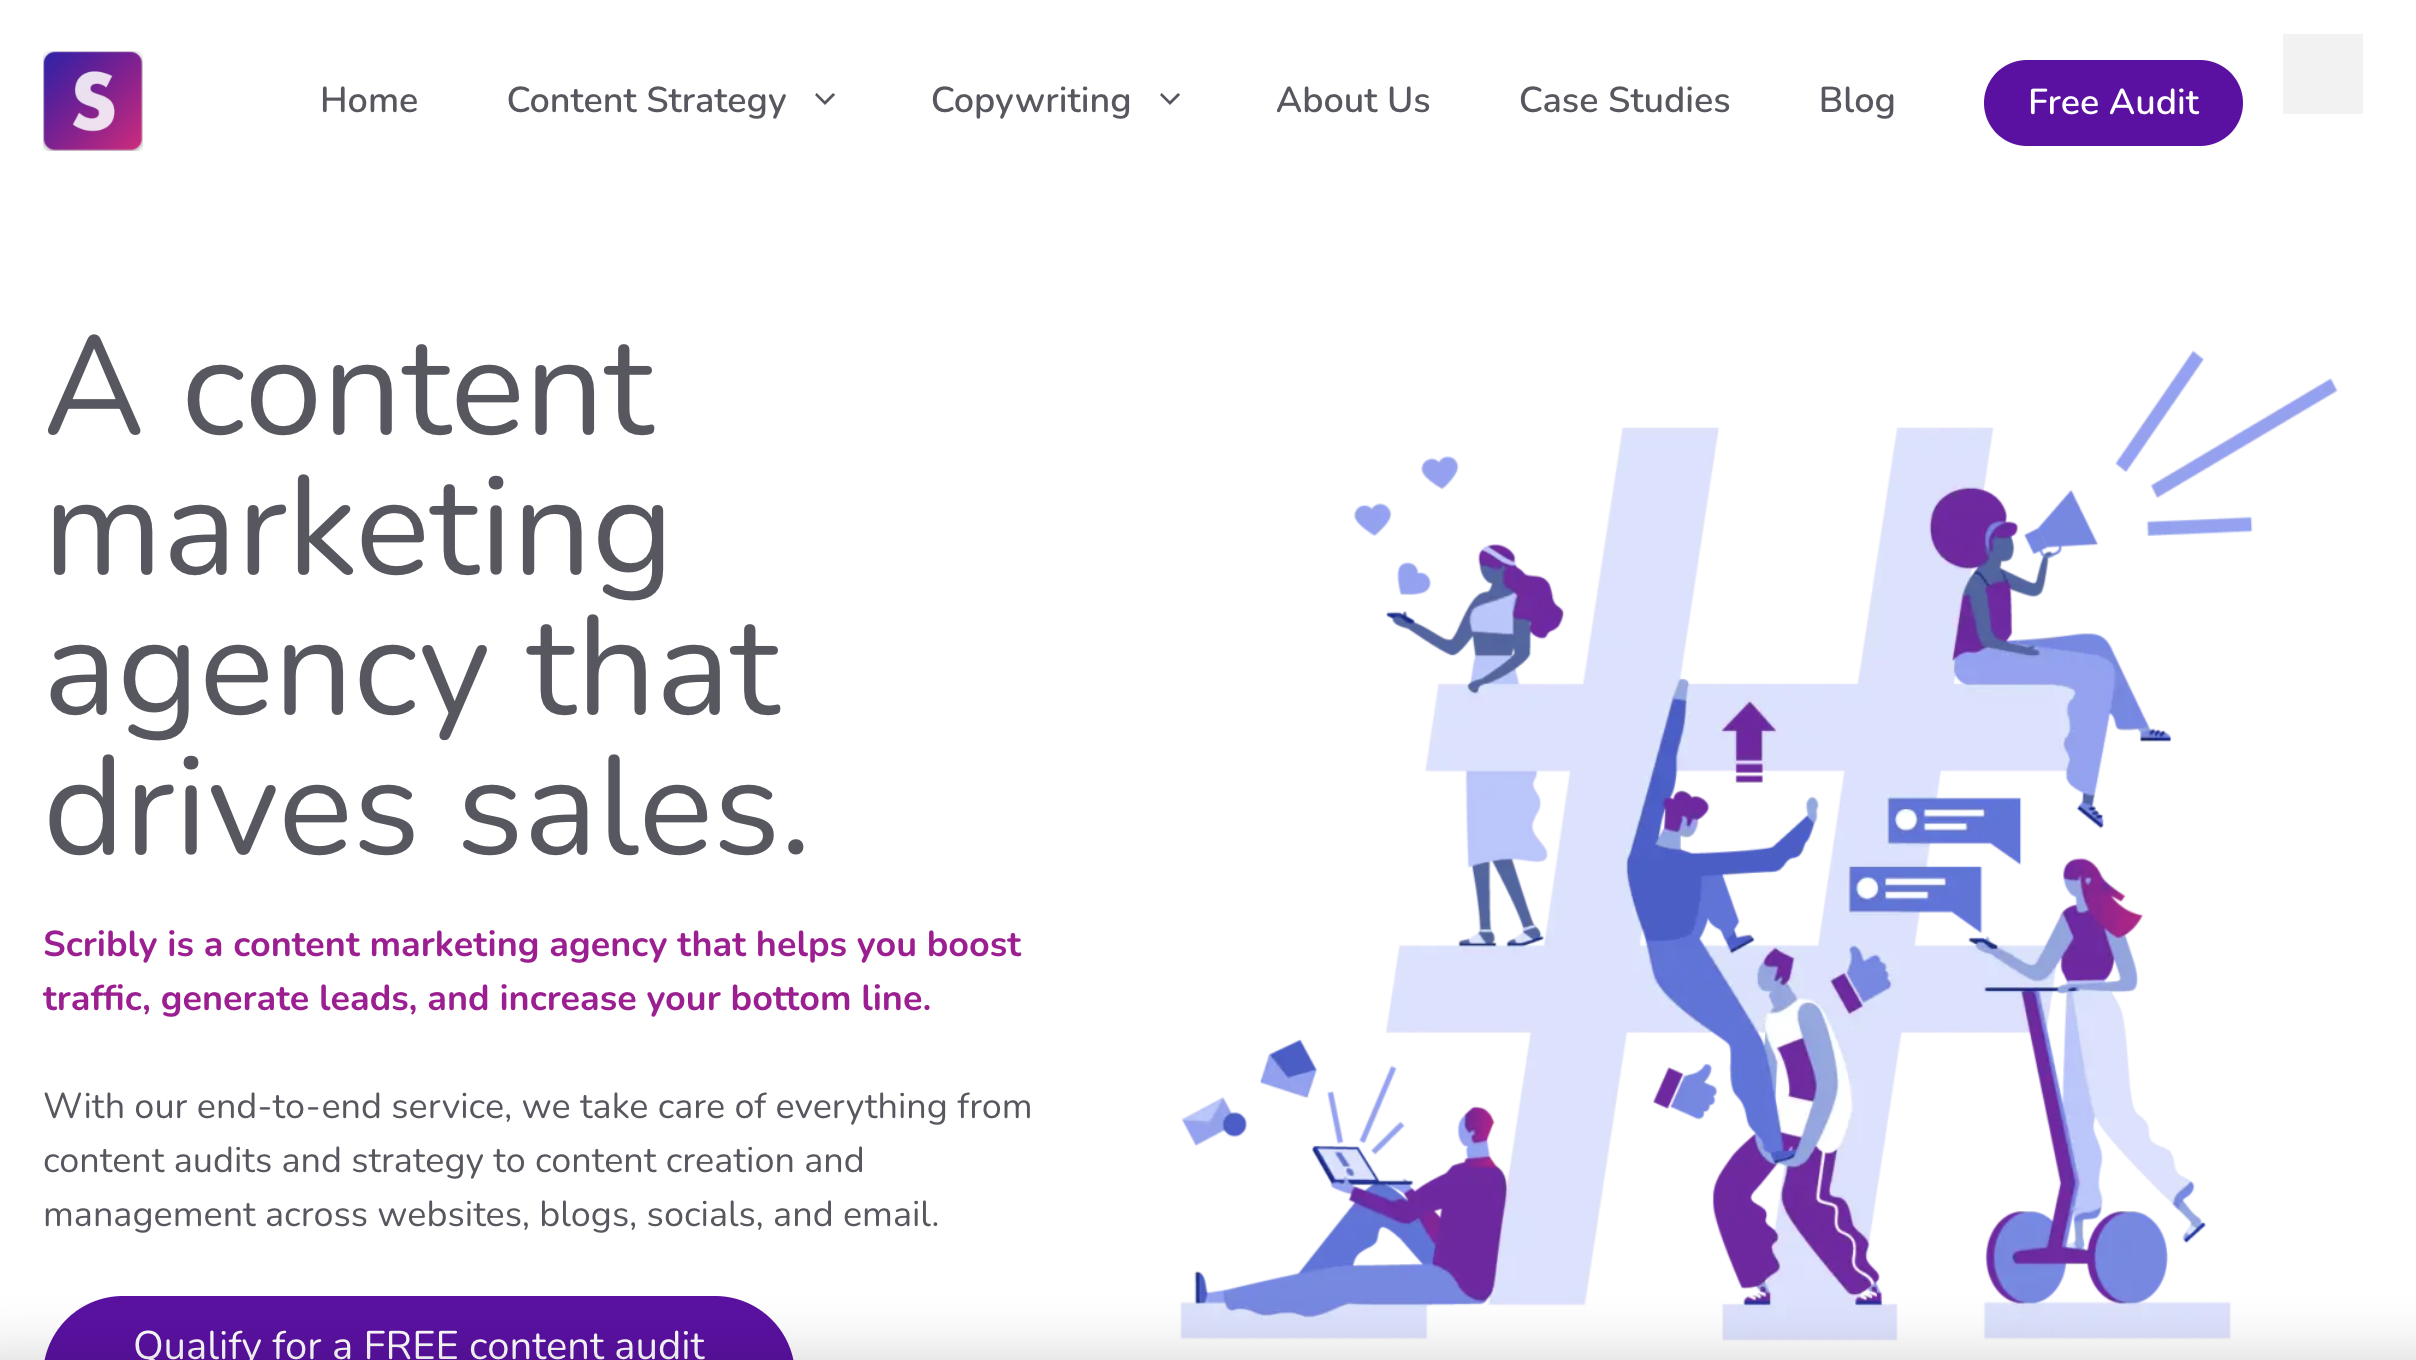 S
Home
Content Strategy
Copywriting
About Us
Case Studies
Blog
Free Audit
A content
marketing
agency that
drives sales.
Scribly is a content marketing agency that helps you boost
traffic, generate leads, and increase your bottom line.
With our end-to-end service, we take care of everything from
content audits and strategy to content creation and
management across websites, blogs, socials, and email.
Qualify for a FREE content audit